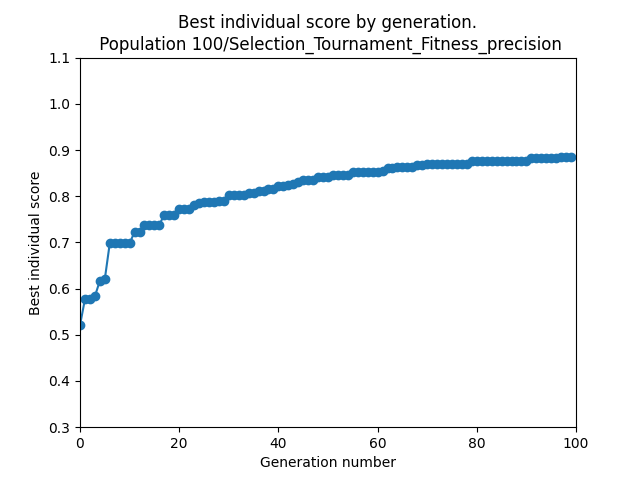 Best individual score by generation.
Population 100/Selection_Tournament_Fitness_precision
1.1
1.0
0.9
0.8
0.7
0.6
0.5
0.4
0.3
Best individual score
0 20 40 60 80 100
Generation number